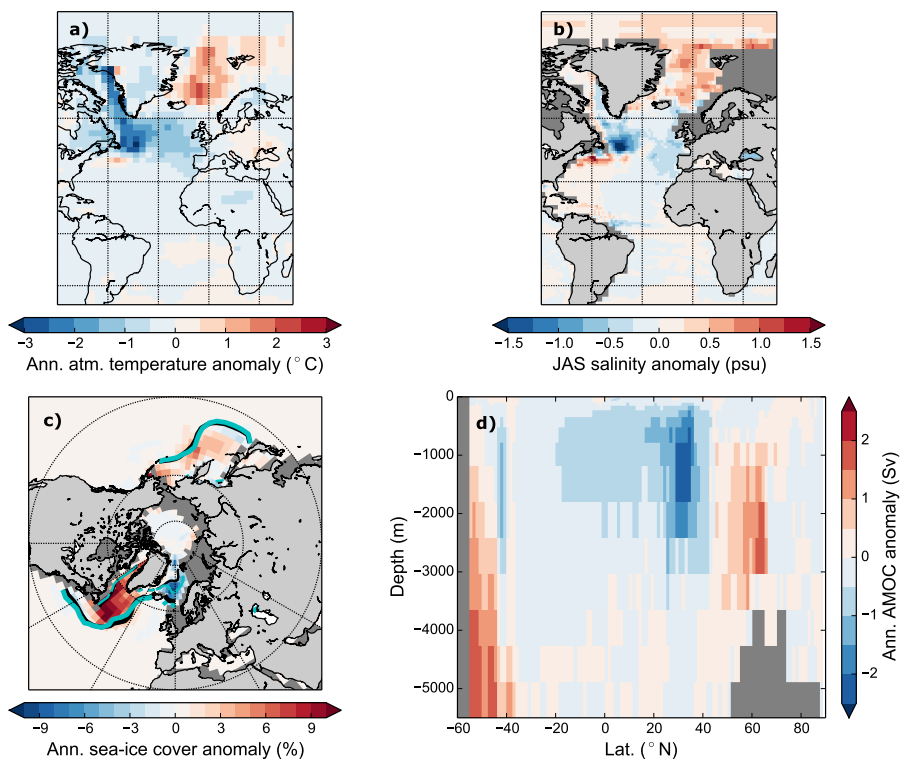 a)
b)
−3 −2 −1 0 1 2 3
Ann. atm. temperature anomaly (°C)
−1.5 −1.0 −0.5 0.0 0.5 1.0 1.5
JAS salinity anomaly (psu)
c)
−9 −6 −3 0 3 6 9
Ann. sea-ice cover anomaly (%)
d)
0
−1000
−2000
−3000
−4000
−5000
Depth (m)
−60 −40 −20 0 20 40 60 80
Lat. (°N)
2
1
0
−1
−2
Ann. AMOC anomaly (Sv)